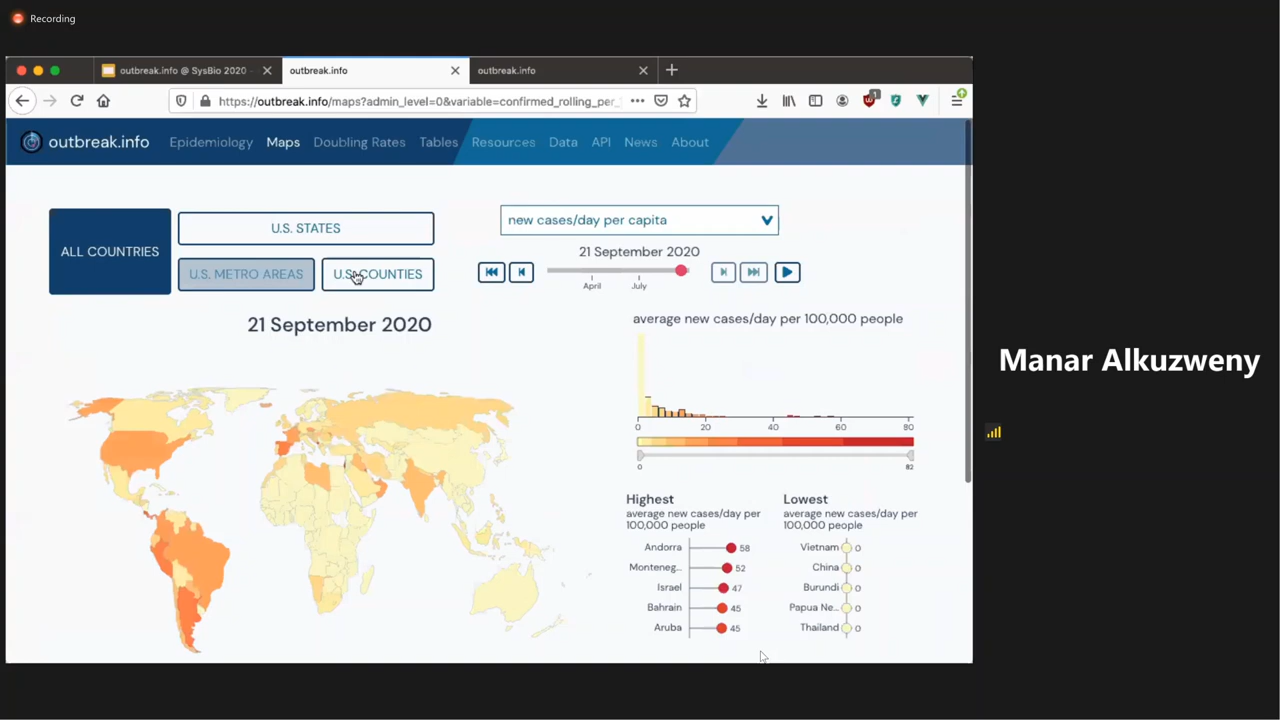 Recording
outbreak.info @ SysBio 2020
outbreak.info
outbreak.info
https://outbreak.info/maps?admin_level=0&variable=confirmed_rolling_per_
1
outbreak.info
Epidemiology
Maps
Doubling Rates
Tables
Resources
Data
API
News
About
ALL COUNTRIES
U.S. STATES
U.S. METRO AREAS
U.S. COUNTIES
new cases/day per capita
21 September 2020
April
July
21 September 2020
average new cases/day per 100,000 people
0 20 40 60 80
0 82
Highest
average new cases/day per
100,000 people
Andorra 58
Monteneg... 52
Israel 47
Bahrain 45
Aruba 45
Lowest
average new cases/day per
100,000 people
Vietnam 0
China 0
Burundi 0
Papua Ne... 0
Thailand 0
Manar Alkuzweny